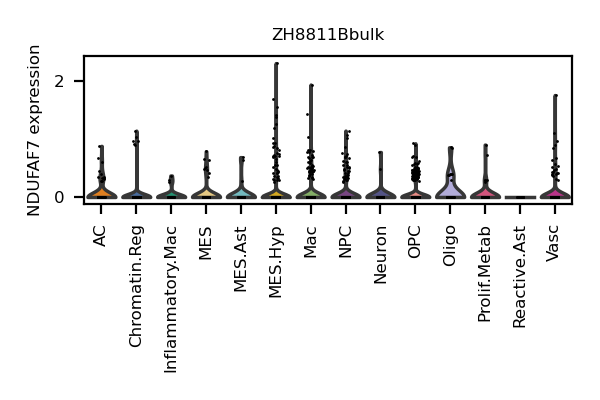 ZH8811Bbulk
NDUFAF7 expression
2
0
AC
Chromatin.Reg
Inflammatory.Mac
MES
MES.Ast
MES.Hyp
Mac
NPC
Neuron
OPC
Oligo
Prolif.Metab
Reactive.Ast
Vasc